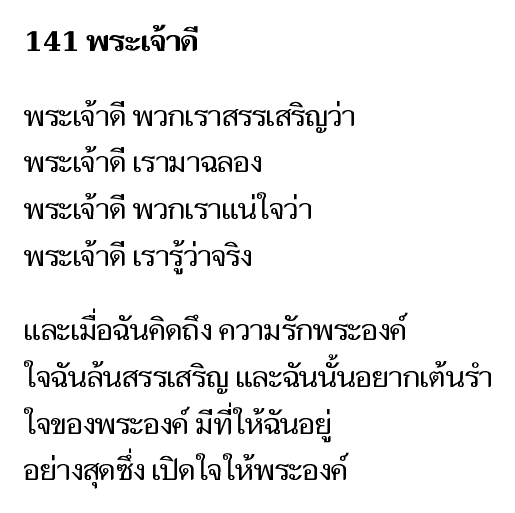 141 พระเจ้าดี
พระเจ้าดี พวกเราสรรเสริญว่า
พระเจ้าดี เรามาฉลอง
พระเจ้าดี พวกเราแน่ใจว่า
พระเจ้าดี เรารู้ว่าจริง
และเมื่อฉันคิดถึง ความรักพระองค์
ใจฉันล้นสรรเสริญ และฉันนั้นอยากเต้นรำ
ใจของพระองค์ มีที่ให้ฉันอยู่
อย่างสุดซึ่ง เปิดใจให้พระองค์